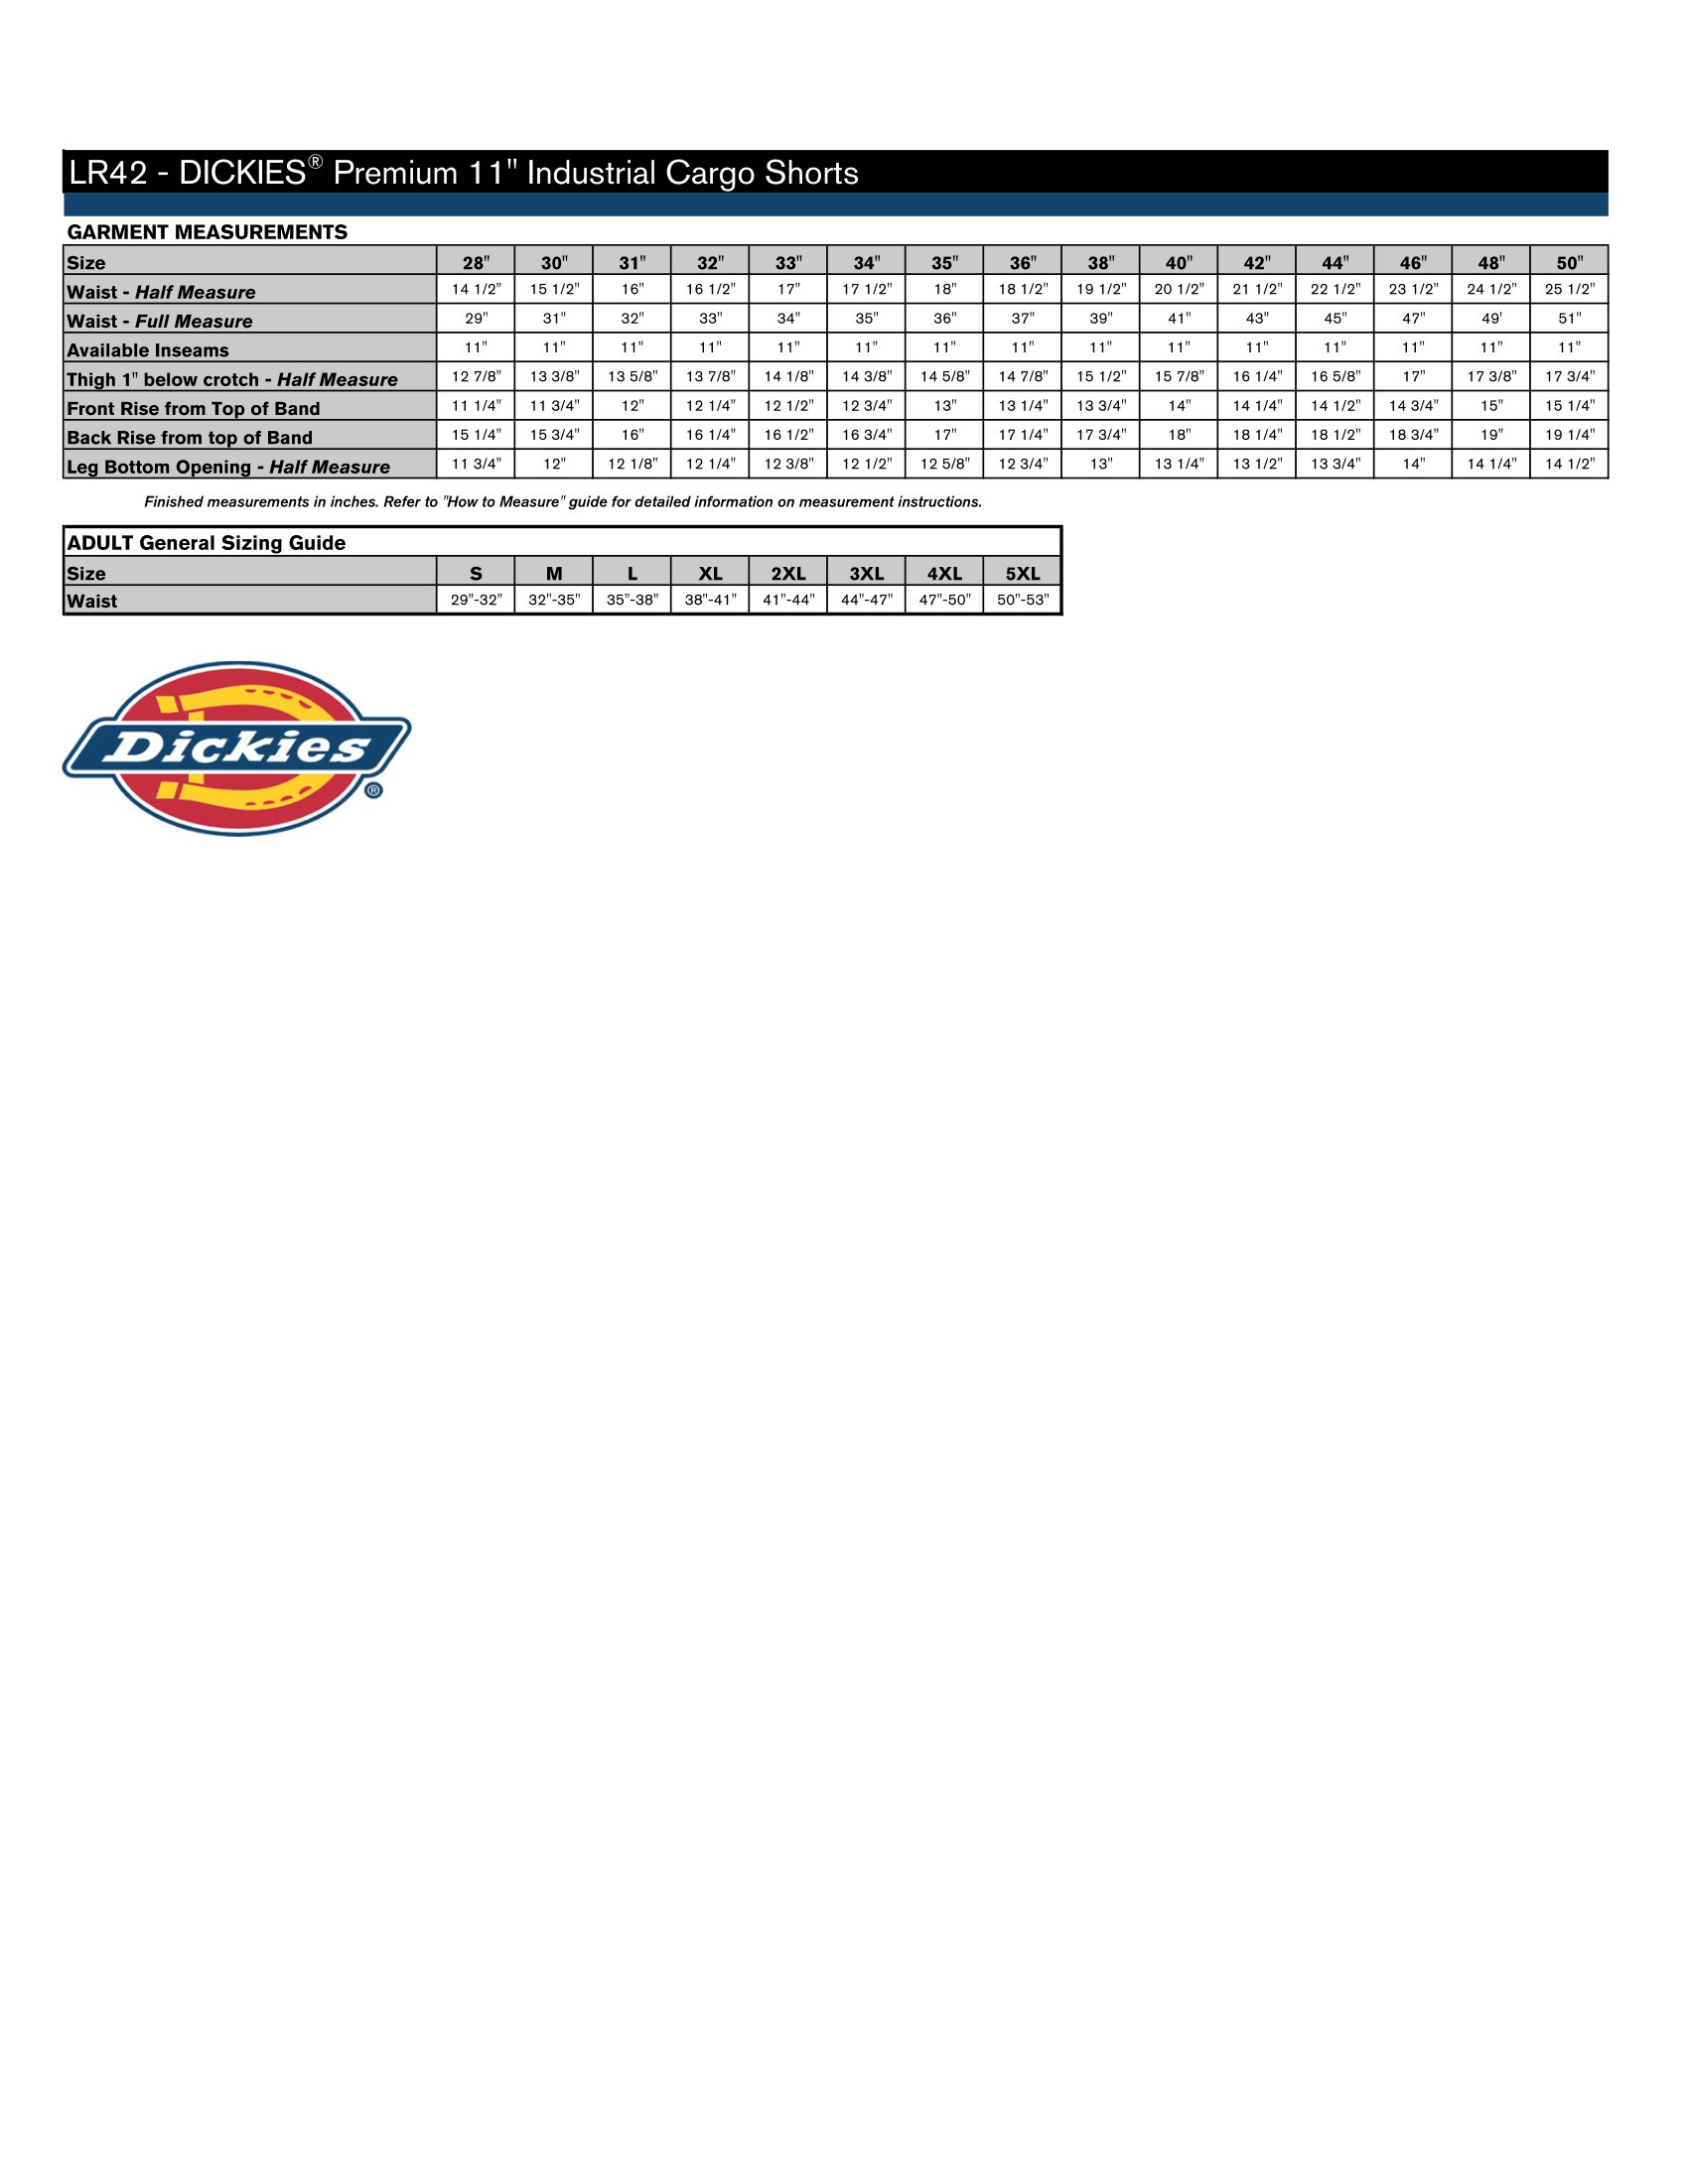 LR42 - DICKIES® Premium 11" Industrial Cargo Shorts
GARMENT MEASUREMENTS
Size 28" 30" 31" 32" 33" 34" 35" 36" 38" 40" 42" 44" 46" 48" 50"
Waist - Half Measure 14 1/2" 15 1/2" 16" 16 1/2" 17" 17 1/2" 18" 18 1/2" 19 1/2" 20 1/2" 21 1/2" 22 1/2" 23 1/2" 24 1/2" 25 1/2"
Waist - Full Measure 29" 31" 32" 33" 34" 35" 36" 37" 39" 41" 43" 45" 47" 49' 51"
Available Inseams 11" 11" 11" 11" 11" 11" 11" 11" 11" 11" 11" 11" 11" 11" 11"
Thigh 1" below crotch - Half Measure 12 7/8" 13 3/8" 13 5/8" 13 7/8" 14 1/8" 14 3/8" 14 5/8" 14 7/8" 15 1/2" 15 7/8" 16 1/4" 16 5/8" 17" 17 3/8" 17 3/4"
Front Rise from Top of Band 11 1/4" 11 3/4" 12" 12 1/4" 12 1/2" 12 3/4" 13" 13 1/4" 13 3/4" 14" 14 1/4" 14 1/2" 14 3/4" 15" 15 1/4"
Back Rise from top of Band 15 1/4" 15 3/4" 16" 16 1/4" 16 1/2" 16 3/4" 17" 17 1/4" 17 3/4" 18" 18 1/4" 18 1/2" 18 3/4" 19" 19 1/4"
Leg Bottom Opening - Half Measure 11 3/4" 12" 12 1/8" 12 1/4" 12 3/8" 12 1/2" 12 5/8" 12 3/4" 13" 13 1/4" 13 1/2" 13 3/4" 14" 14 1/4" 14 1/2"
Finished measurements in inches. Refer to "How to Measure" guide for detailed information on measurement instructions.
ADULT General Sizing Guide
Size S M L XL 2XL 3XL 4XL 5XL
Waist 29"-32" 32"-35" 35"-38" 38"-41" 41"-44" 44"-47" 47"-50" 50"-53"
Dickies
®